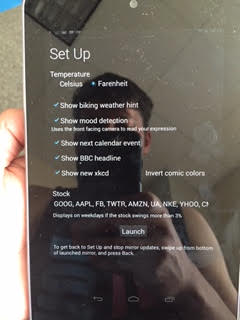 Set Up
Temperature
Celsius Farenheit
Show biking weather hint
Show mood detection
Uses the front facing camera to read your expression
Show next calendar event
Show BBC headline
Show new xkcd Invert comic colors
Stock
GOOG, AAPL, FB, TWTR, AMZN, UA, NKE, YHOO,
Displays on weekdays if the stock swings more than 3%
Launch
To get back to Set Up and stop mirror updates, swipe up from bottom
of launched mirror, and press Back.